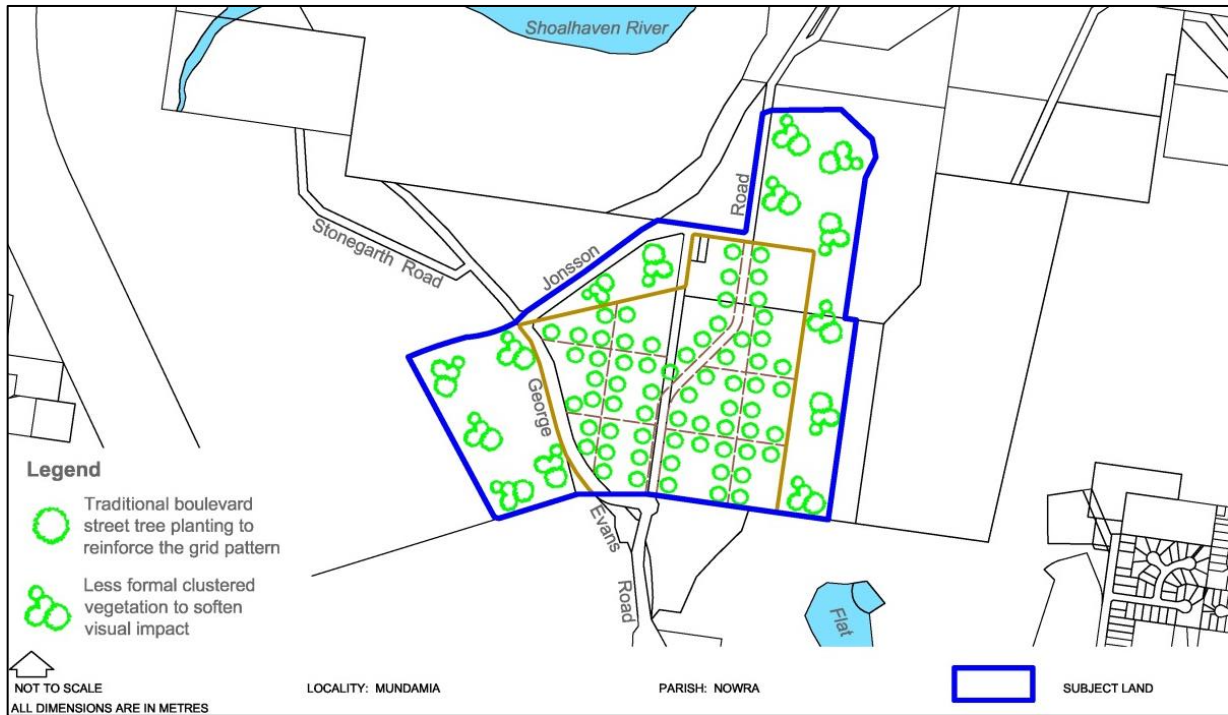 Shoalhaven River
Stonegarth Road
Jonsson
Road
George
Evans
Road
Flat
Legend
Traditional boulevard
street tree planting to
reinforce the grid pattern
Less formal clustered
vegetation to soften
visual impact
NOT TO SCALE
ALL DIMENSIONS ARE IN METRES
LOCALITY: MUNDAMIA
PARISH: NOWRA
SUBJECT LAND